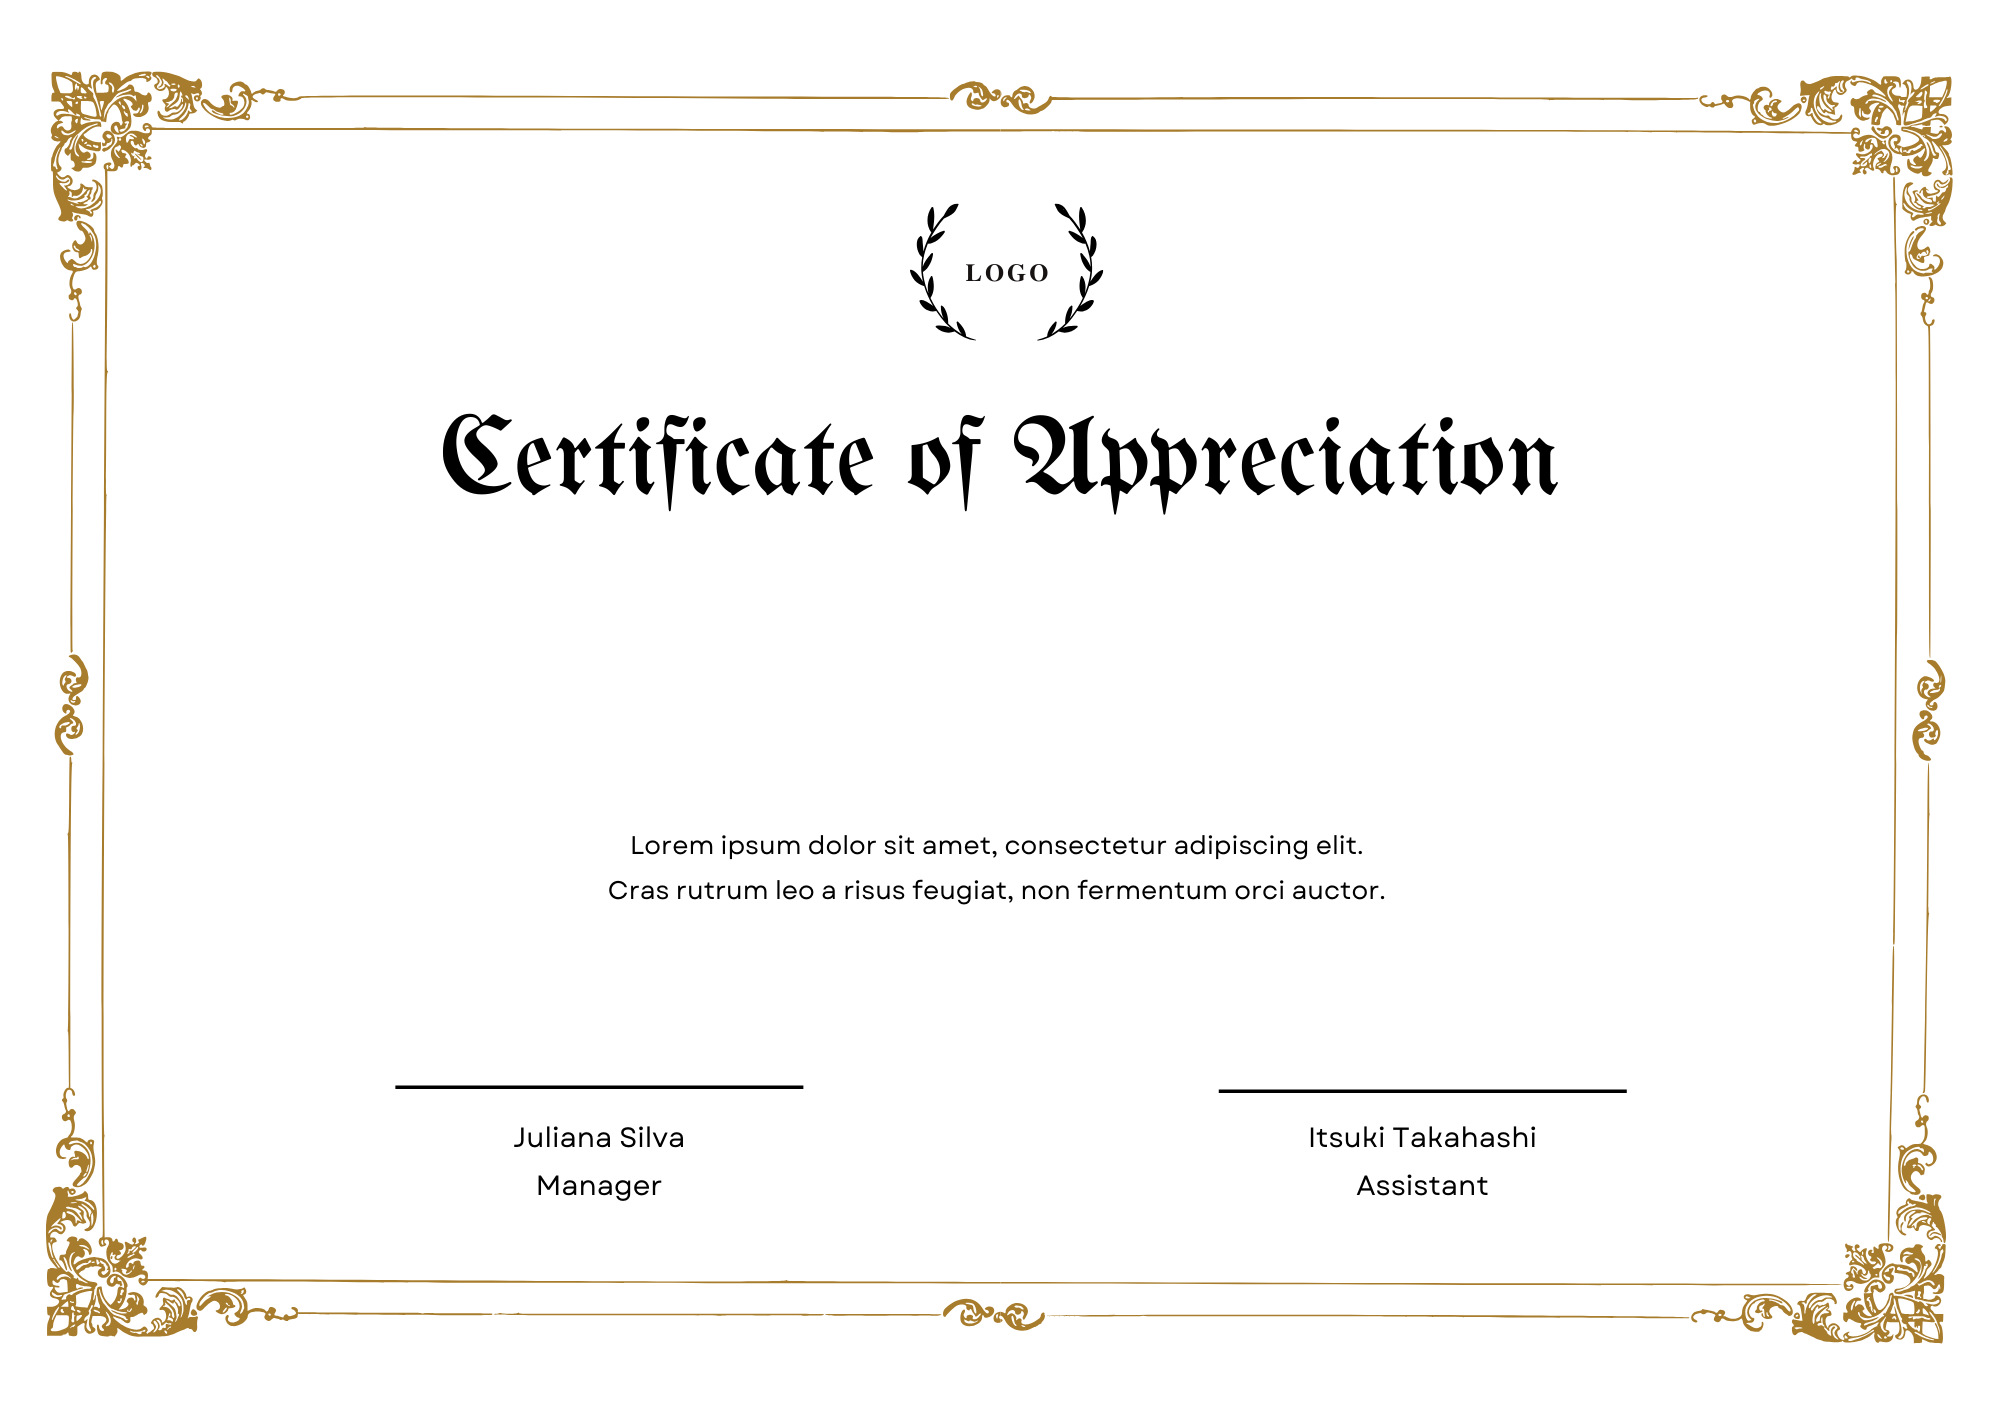 LOGO
Certificate of Appreciation
Lorem ipsum dolor sit amet, consectetur adipiscing elit.
Cras rutrum leo a risus feugiat, non fermentum orci auctor.
Juliana Silva
Manager
Itsuki Takahashi
Assistant